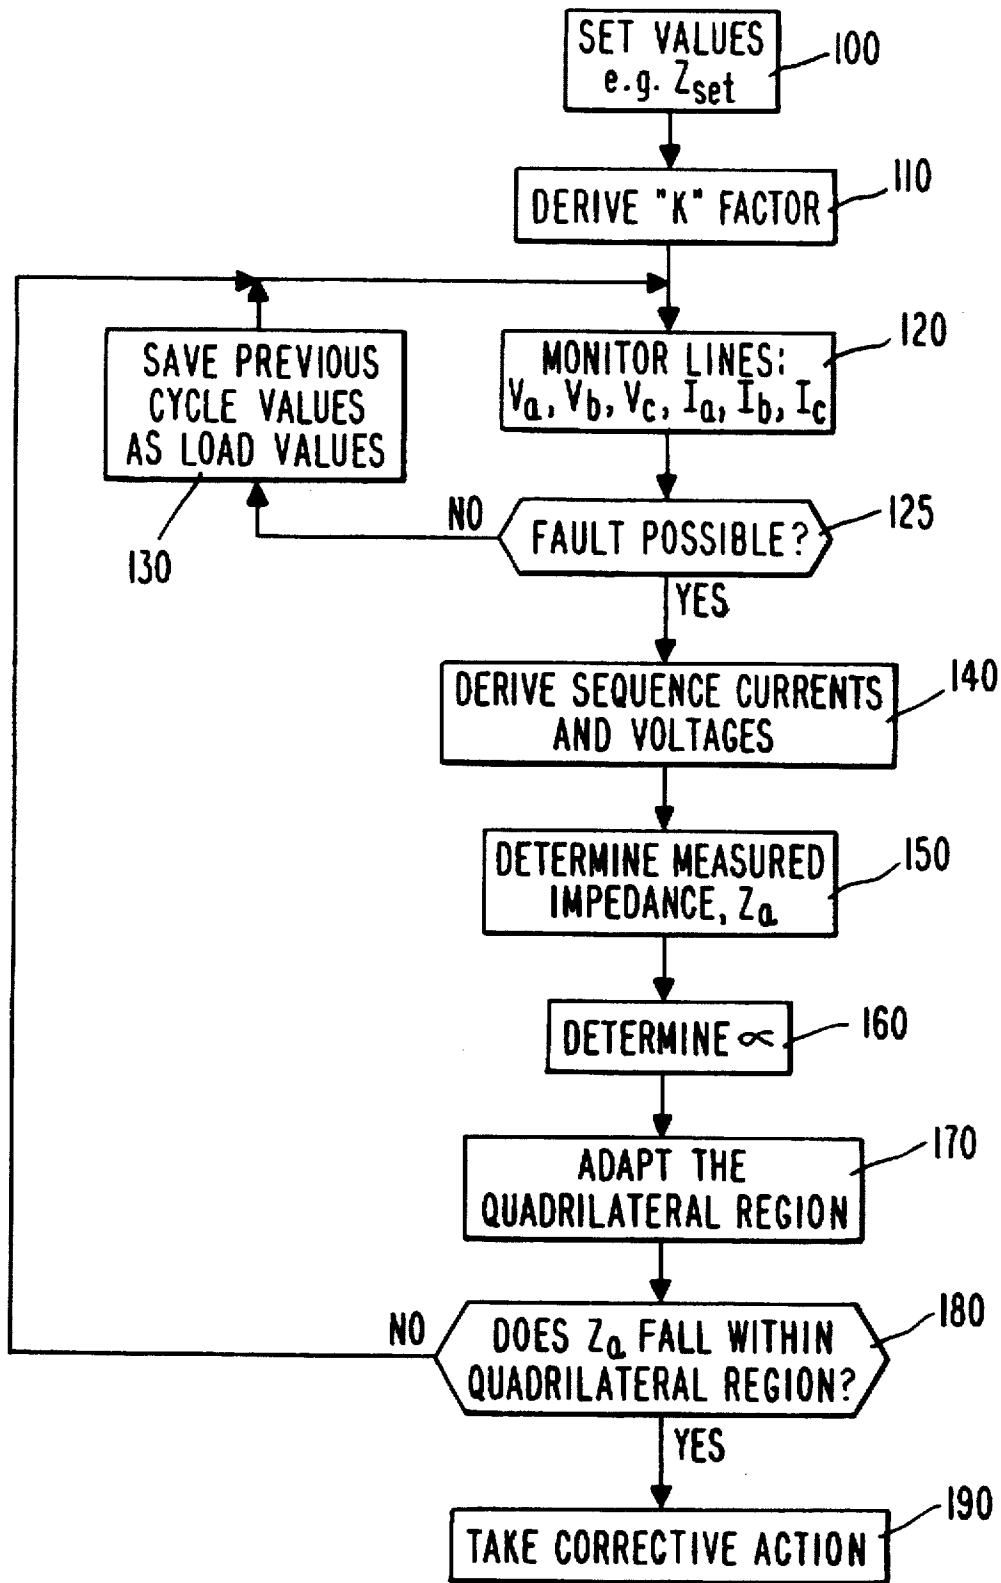 SET VALUES
e.g. Zset
100
DERIVE "K" FACTOR
110
MONITOR LINES:
Va, Vb, Vc, Ia, Ib, Ic
120
SAVE PREVIOUS
CYCLE VALUES
AS LOAD VALUES
130
NO
FAULT POSSIBLE?
125
YES
DERIVE SEQUENCE CURRENTS
AND VOLTAGES
140
DETERMINE MEASURED
IMPEDANCE, Za
150
DETERMINE ∝
160
ADAPT THE
QUADRILATERAL REGION
170
NO
DOES Za FALL WITHIN
QUADRILATERAL REGION?
180
YES
TAKE CORRECTIVE ACTION
190